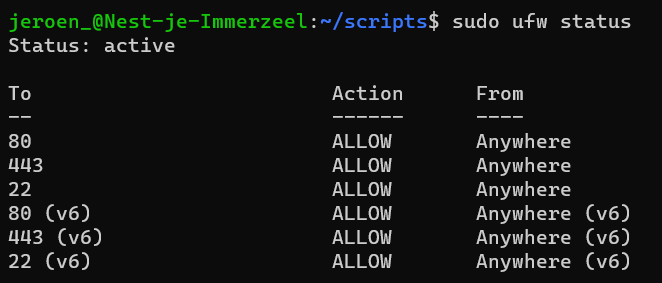 jeroen_@Nest-je-Immerzeel:~/scripts$ sudo ufw status
Status: active

To                         Action      From
--                         ------      ----
80                         ALLOW       Anywhere
443                        ALLOW       Anywhere
22                         ALLOW       Anywhere
80 (v6)                    ALLOW       Anywhere (v6)
443 (v6)                   ALLOW       Anywhere (v6)
22 (v6)                    ALLOW       Anywhere (v6)